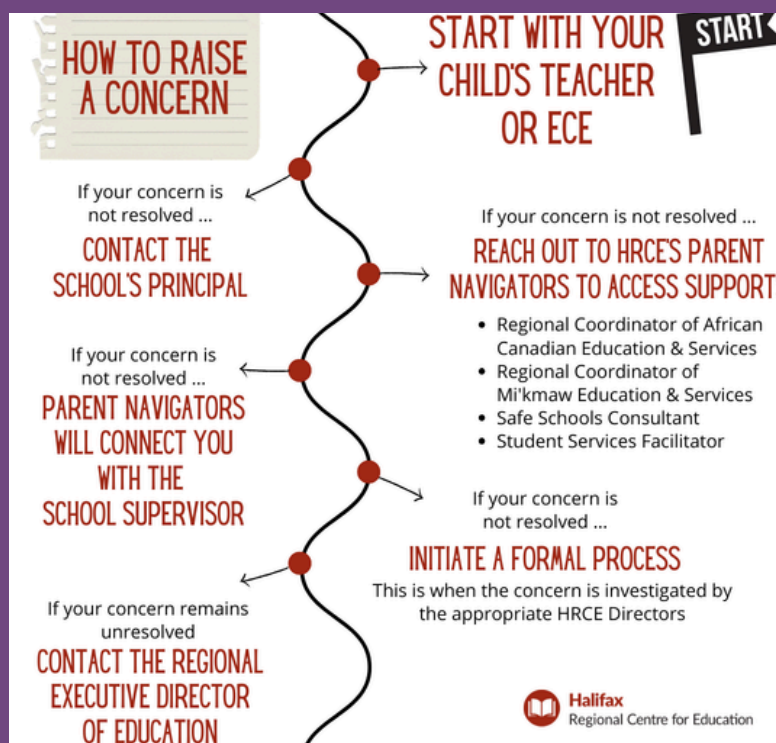 HOW TO RAISE
A CONCERN
START WITH YOUR
CHILD'S TEACHER
OR ECE
START
If your concern is
not resolved ...
CONTACT THE
SCHOOL'S PRINCIPAL
If your concern is not resolved ...
REACH OUT TO HRCE'S PARENT
NAVIGATORS TO ACCESS SUPPORT
• Regional Coordinator of African
Canadian Education & Services
• Regional Coordinator of
Mi'kmaw Education & Services
• Safe Schools Consultant
• Student Services Facilitator
If your concern is
not resolved ...
PARENT NAVIGATORS
WILL CONNECT YOU
WITH THE
SCHOOL SUPERVISOR
If your concern is
not resolved ...
INITIATE A FORMAL PROCESS
This is when the concern is investigated by
the appropriate HRCE Directors
If your concern remains
unresolved
CONTACT THE REGIONAL
EXECUTIVE DIRECTOR
OF EDUCATION
Halifax
Regional Centre for Education